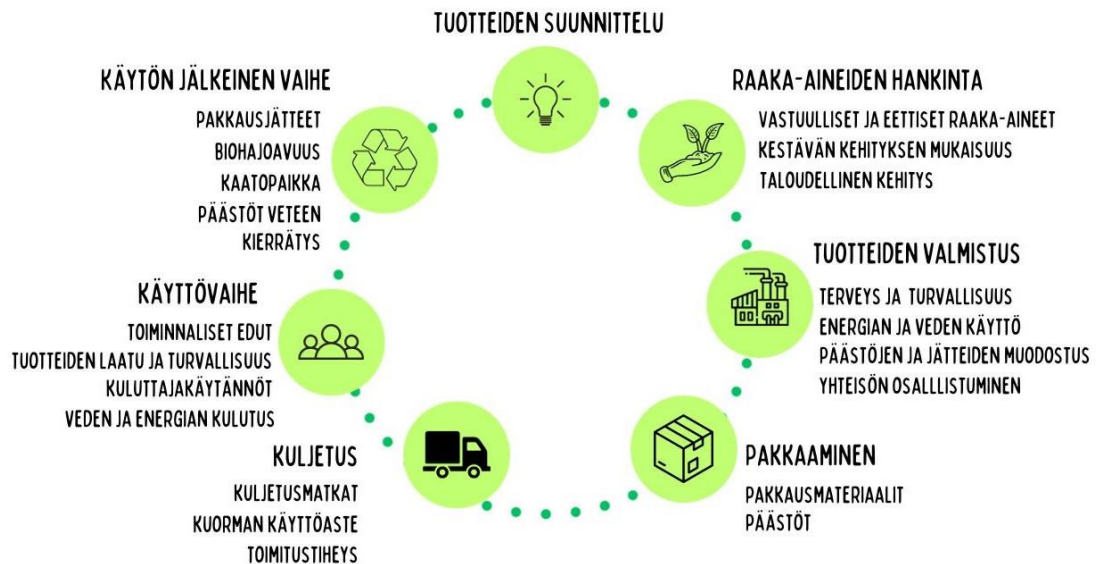 TUOTTEIDEN SUUNNITTELU
RAAKA-AINEIDEN HANKINTA
VASTUULLISET JA EETTISET RAAKA-AINEET
KESTÄVÄN KEHITYKSEN MUKAISUUS
TALOUDELLINEN KEHITYS
TUOTTEIDEN VALMISTUS
TERVEYS JA TURVALLISUUS
ENERGIAN JA VEDEN KÄYTTÖ
PÄÄSTÖJEN JA JÄTTEIDEN MUODOSTUS
YHTEISÖN OSALLLISTUMINEN
PAKKAAMINEN
PAKKAUSMATERIAALIT
PÄÄSTÖT
KULJETUS
KULJETUSMATKAT
KUORMAN KÄYTTÖASTE
TOIMITUSTIHEYS
KÄYTTÖVAIHE
TOIMINNALISET EDUT
TUOTTEIDEN LAATU JA TURVALLISUUS
KULUTTAJAKÄYTÄNNÖT
VEDEN JA ENERGIAN KULUTUS
KÄYTÖN JÄLKEINEN VAIHE
PAKKAUSJÄTTEET
BIOHAJOAVUUS
KAATOPAIKKA
PÄÄSTÖT VETEEN
KIERRÄTYS